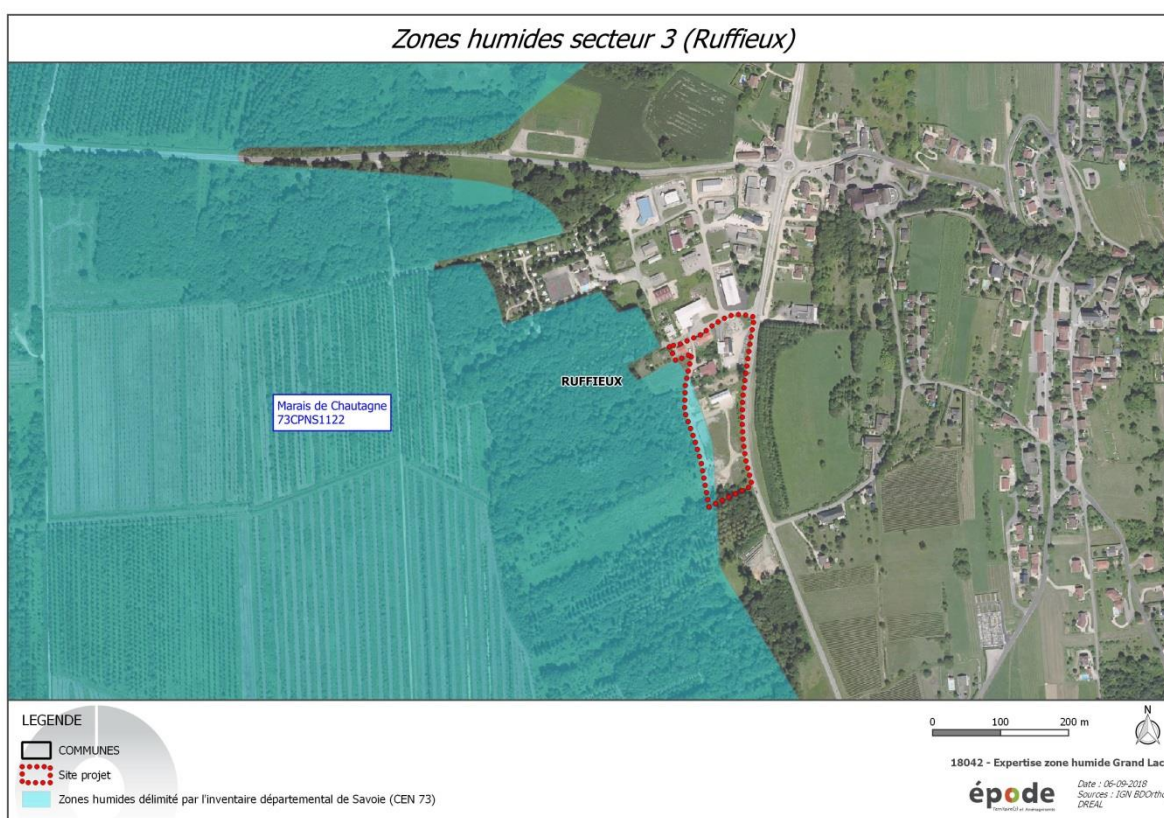 Zones humides secteur 3 (Ruffieux)
RUFFIEUX
Marais de Chautagne
73CPNS1122
LEGENDE
COMMUNES
Site projet
Zones humides délimité par l'inventaire départemental de Savoie (CEN 73)
0 100 200 m
N
18042 - Expertise zone humide Grand Lac
épode
Date : 06-09-2018
Sources : IGN BDOrtho
DREAL